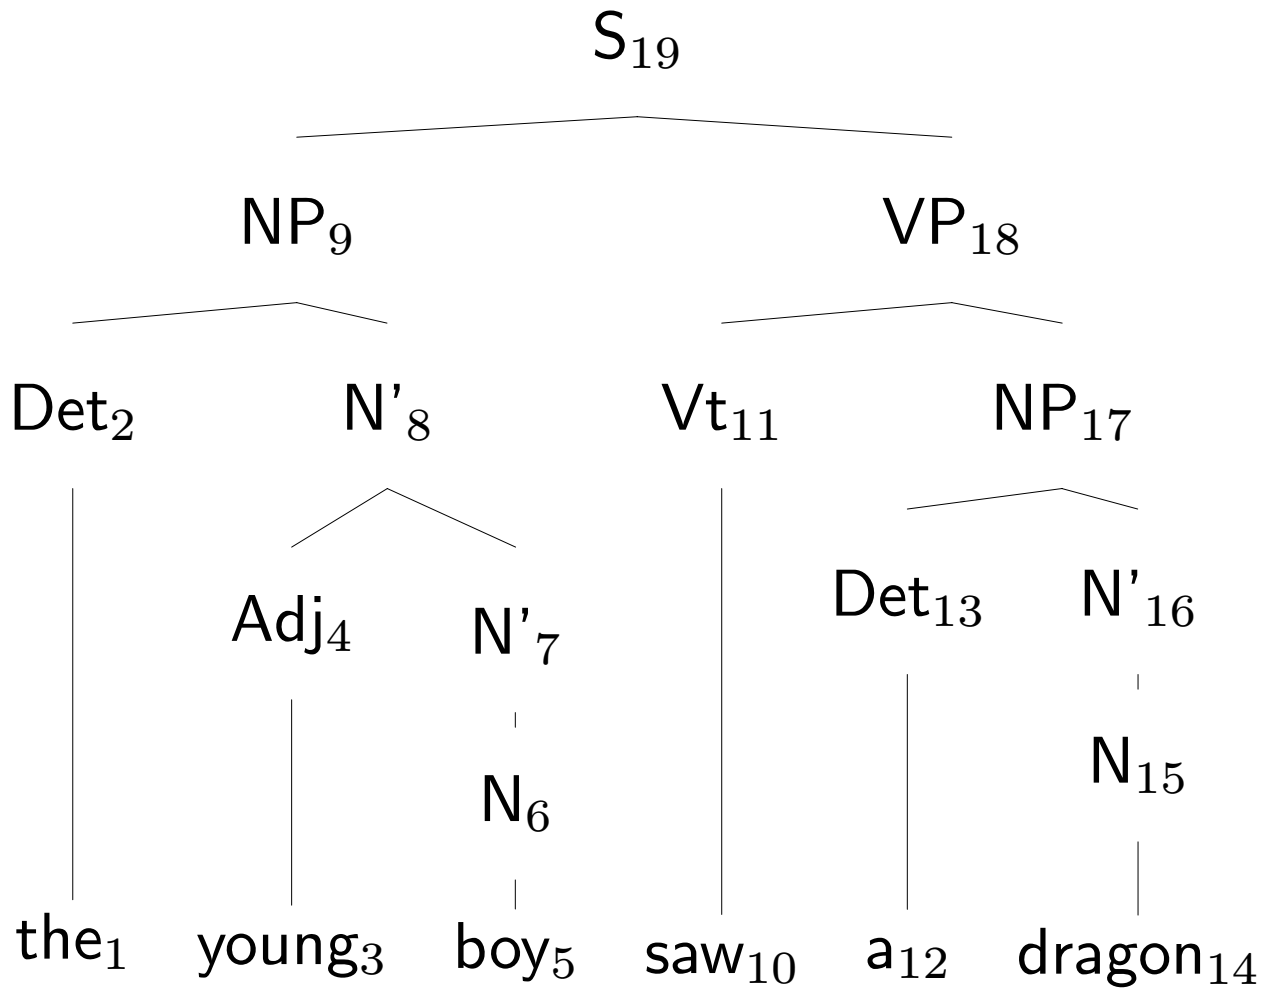 S₁₉
NP₉ VP₁₈
Det₂ N'₈ Vt₁₁ NP₁₇
Adj₄ N'₇ Det₁₃ N'₁₆
N₆ N₁₅
the₁ young₃ boy₅ saw₁₀ a₁₂ dragon₁₄